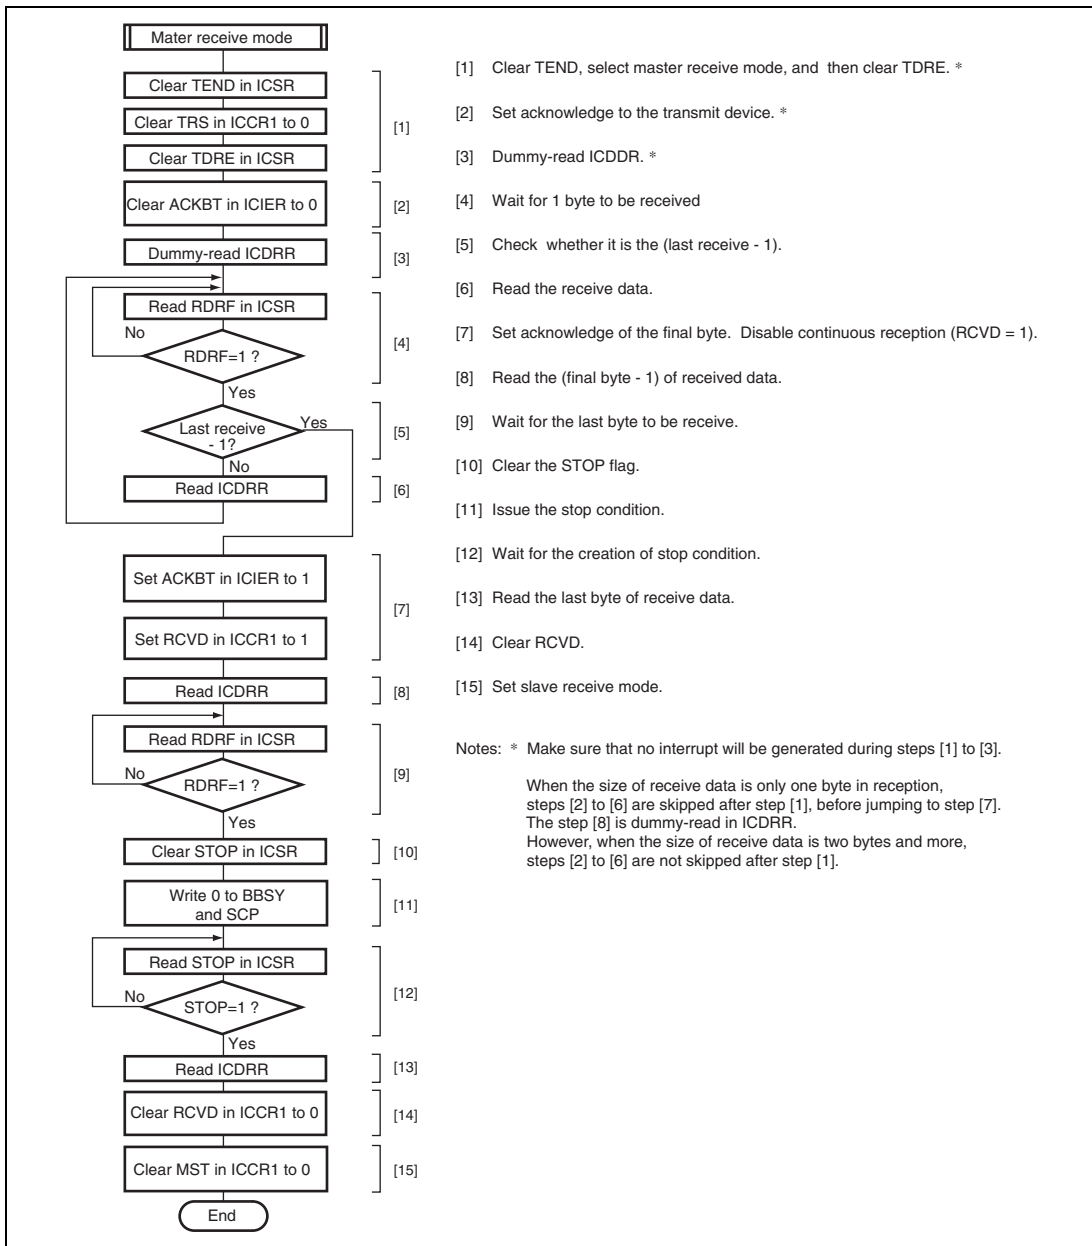 Mater receive mode
Clear TEND in ICSR
Clear TRS in ICCR1 to 0
Clear TDRE in ICSR
[1]
Clear ACKBT in ICIER to 0
[2]
Dummy-read ICDRR
[3]
Read RDRF in ICSR
No
RDRF=1 ?
[4]
Yes
Last receive
- 1?
Yes
[5]
No
Read ICDRR
[6]
Set ACKBT in ICIER to 1
[7]
Set RCVD in ICCR1 to 1
Read ICDRR
[8]
Read RDRF in ICSR
No
RDRF=1 ?
[9]
Yes
Clear STOP in ICSR
[10]
Write 0 to BBSY
and SCP
[11]
Read STOP in ICSR
No
STOP=1 ?
[12]
Yes
Read ICDRR
[13]
Clear RCVD in ICCR1 to 0
[14]
Clear MST in ICCR1 to 0
[15]
End
[1] Clear TEND, select master receive mode, and then clear TDRE. *
[2] Set acknowledge to the transmit device. *
[3] Dummy-read ICDDR. *
[4] Wait for 1 byte to be received
[5] Check whether it is the (last receive - 1).
[6] Read the receive data.
[7] Set acknowledge of the final byte. Disable continuous reception (RCVD = 1).
[8] Read the (final byte - 1) of received data.
[9] Wait for the last byte to be receive.
[10] Clear the STOP flag.
[11] Issue the stop condition.
[12] Wait for the creation of stop condition.
[13] Read the last byte of receive data.
[14] Clear RCVD.
[15] Set slave receive mode.
Notes: * Make sure that no interrupt will be generated during steps [1] to [3].
When the size of receive data is only one byte in reception,
steps [2] to [6] are skipped after step [1], before jumping to step [7].
The step [8] is dummy-read in ICDRR.
However, when the size of receive data is two bytes and more,
steps [2] to [6] are not skipped after step [1].